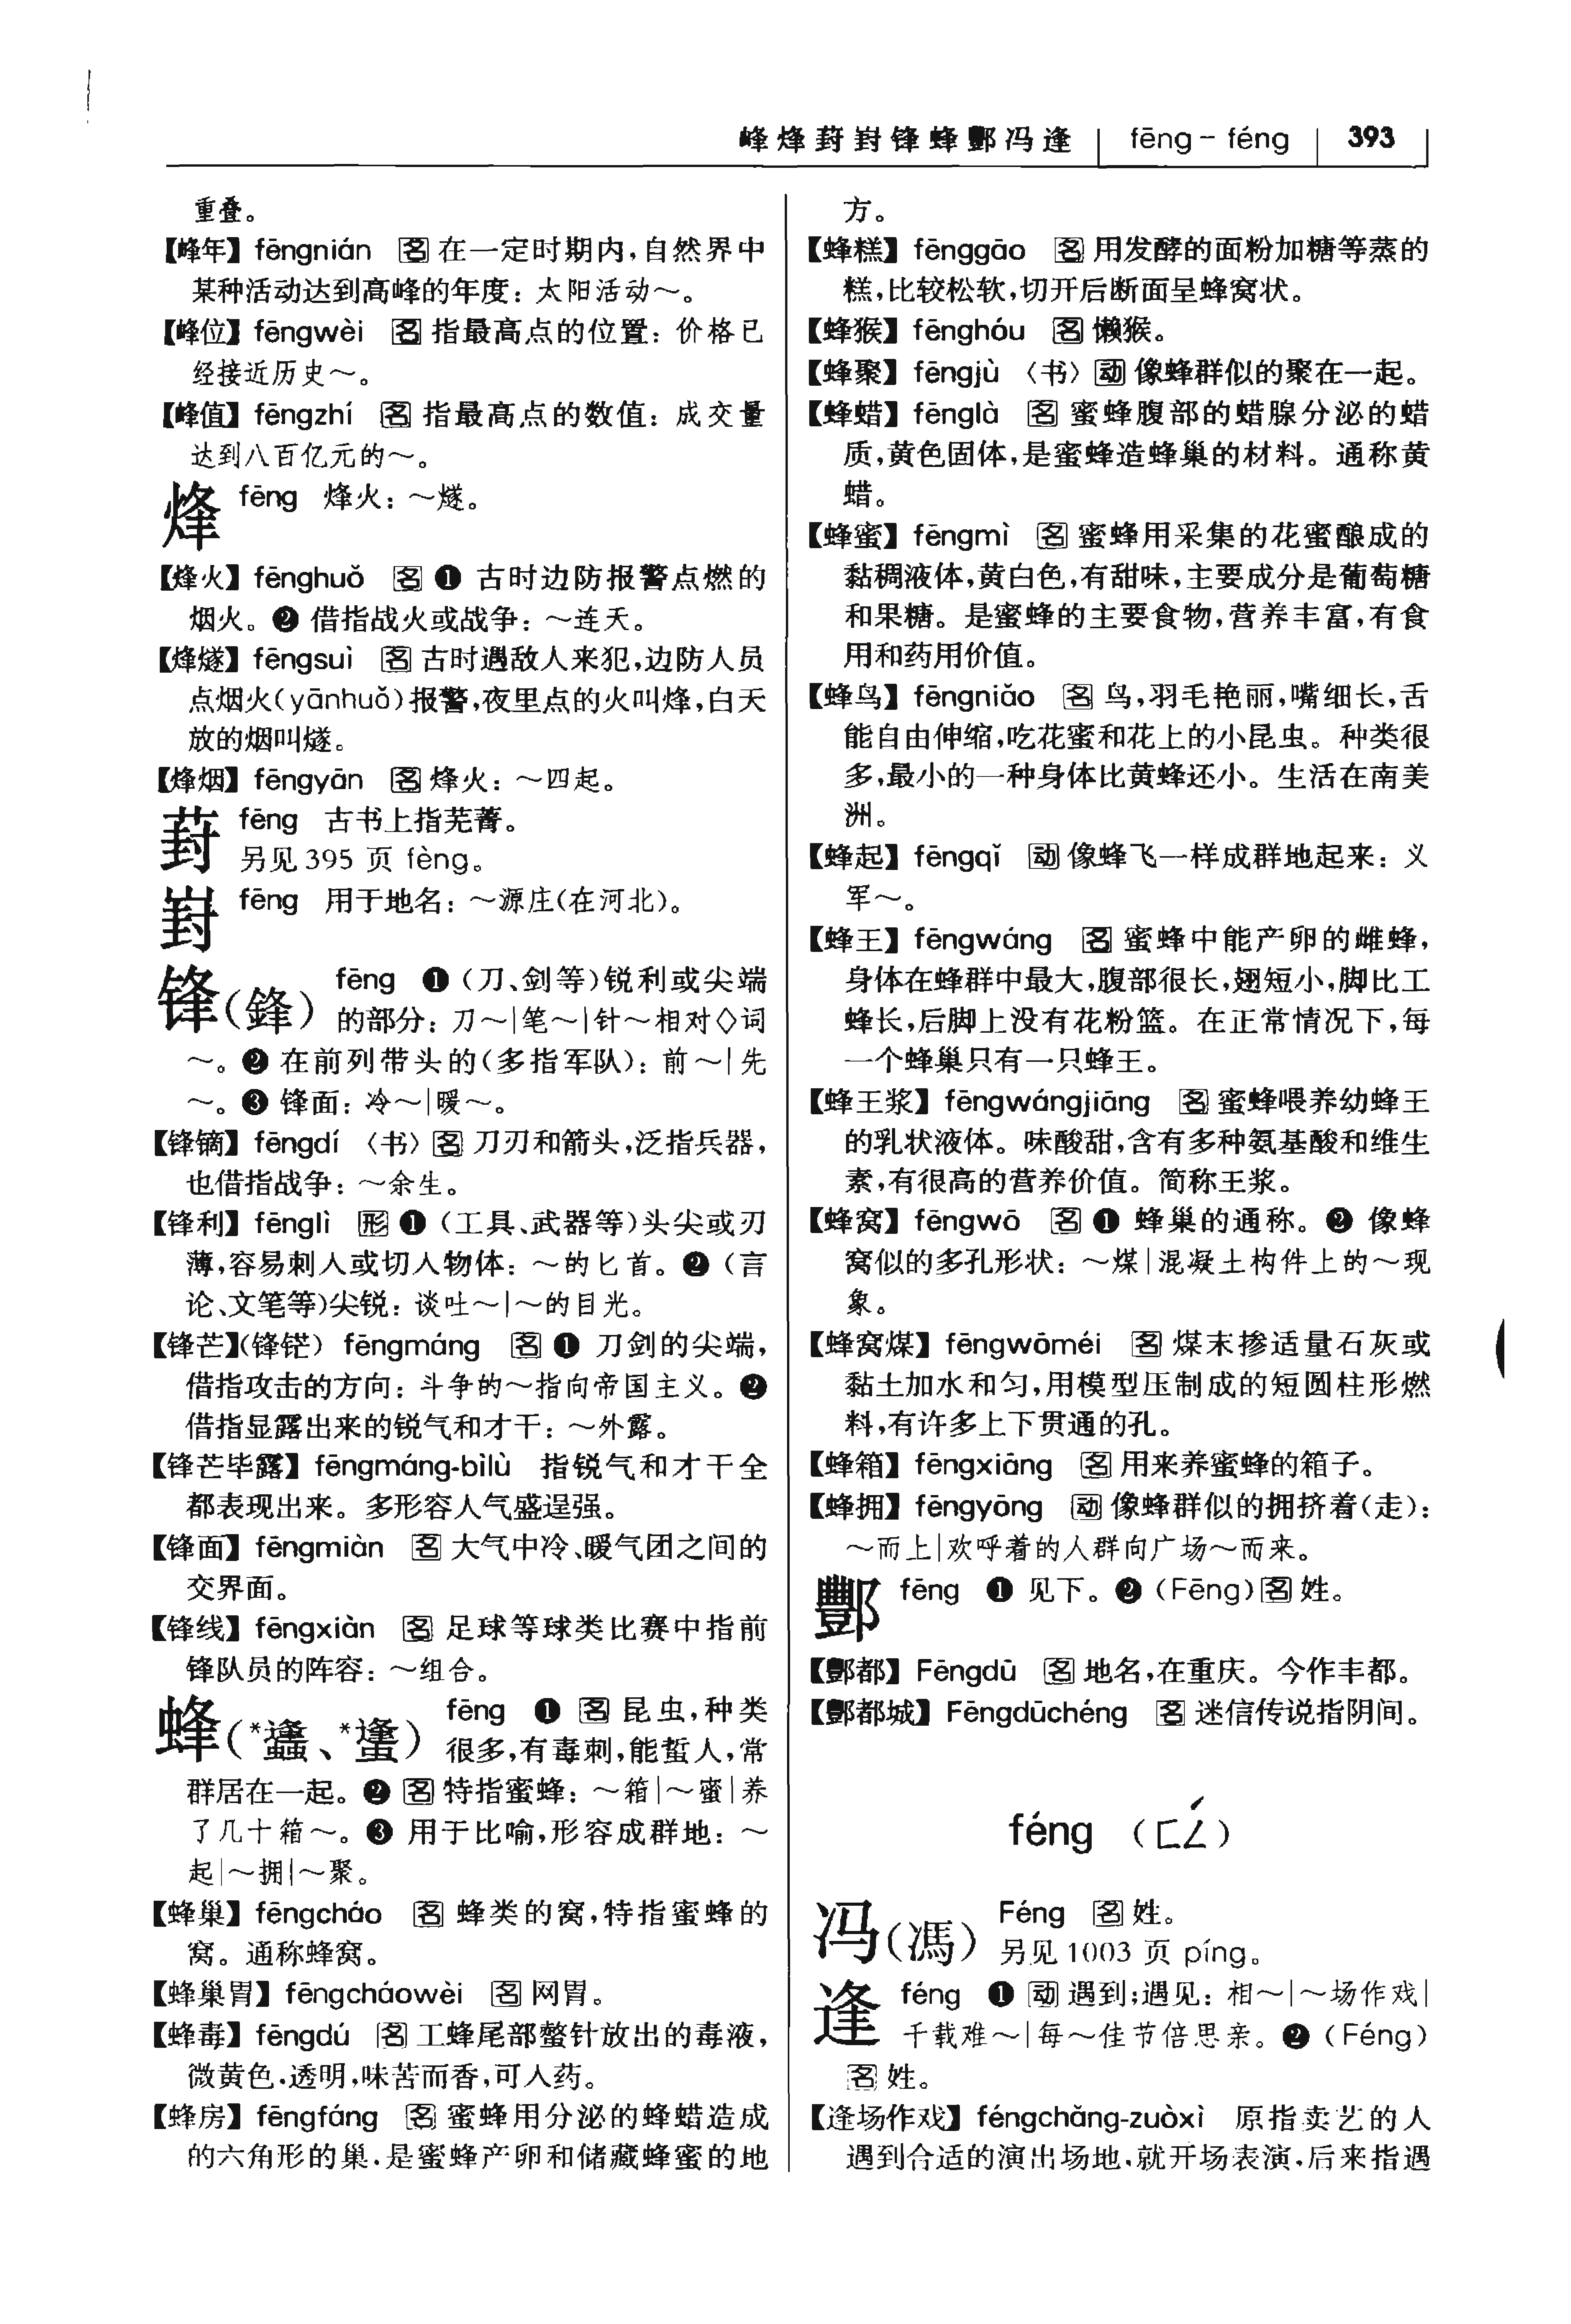 峰烽葑崶锋蜂酆冯逢 | fēng – féng | 393
重叠。
【峰年】 fēngnián 名 在一定时期内,自然界中
某种活动达到高峰的年度:太阳活动～。
【峰位】 fēngwèi 名 指最高点的位置:价格已
经接近历史～。
【峰值】 fēngzhí 名 指最高点的数值:成交量
达到八百亿元的～。
烽 fēng 烽火:～燧。
【烽火】 fēnghuǒ 名 ❶ 古时边防报警点燃的
烟火。❷ 借指战火或战争:～连天。
【烽燧】 fēngsuì 名 古时遇敌人来犯,边防人员
点烟火(yānhuǒ)报警,夜里点的火叫烽,白天
放的烟叫燧。
【烽烟】 fēngyān 名 烽火:～四起。
葑 fēng 古书上指芜菁。
另见 395 页 fèng。
fēng 用于地名:～源庄(在河北)。
锋(鋒) fēng ❶ (刀、剑等)锐利或尖端
的部分:刀～|笔～|针～相对◇词
～。❷ 在前列带头的(多指军队):前～|先
～。❸ 锋面:冷～|暖～。
【锋镝】 fēngdí 〈书〉 名 刀刃和箭头,泛指兵器,
也借指战争:～余生。
【锋利】 fēnglì 形 ❶ (工具、武器等)头尖或刃
薄,容易刺入或切入物体:～的匕首。❷ (言
论、文笔等)尖锐:谈吐～|～的目光。
【锋芒】(锋铓) fēngmáng 名 ❶ 刀剑的尖端,
借指攻击的方向:斗争的～指向帝国主义。❷
借指显露出来的锐气和才干:～外露。
【锋芒毕露】 fēngmáng-bìlù 指锐气和才干全
都表现出来。多形容人气盛逞强。
【锋面】 fēngmiàn 名 大气中冷、暖气团之间的
交界面。
【锋线】 fēngxiàn 名 足球等球类比赛中指前
锋队员的阵容:～组合。
蜂(*蠭、*䗬) fēng ❶ 名 昆虫,种类
很多,有毒刺,能蜇人,常
群居在一起。❷ 名 特指蜜蜂:～箱|～蜜|养
了几十箱～。❸ 用于比喻,形容成群地:～
起|～拥|～聚。
【蜂巢】 fēngcháo 名 蜂类的窝,特指蜜蜂的
窝。通称蜂窝。
【蜂巢胃】 fēngcháowèi 名 网胃。
【蜂毒】 fēngdú 名 工蜂尾部螫针放出的毒液,
微黄色,透明,味苦而香,可入药。
【蜂房】 fēngfáng 名 蜜蜂用分泌的蜂蜡造成
的六角形的巢,是蜜蜂产卵和储藏蜂蜜的地
方。
【蜂糕】 fēnggāo 名 用发酵的面粉加糖等蒸的
糕,比较松软,切开后断面呈蜂窝状。
【蜂猴】 fēnghóu 名 懒猴。
【蜂聚】 fēngjù 〈书〉 动 像蜂群似的聚在一起。
【蜂蜡】 fēnglà 名 蜜蜂腹部的蜡腺分泌的蜡
质,黄色固体,是蜜蜂造蜂巢的材料。通称黄
蜡。
【蜂蜜】 fēngmì 名 蜜蜂用采集的花蜜酿成的
黏稠液体,黄白色,有甜味,主要成分是葡萄糖
和果糖。是蜜蜂的主要食物,营养丰富,有食
用和药用价值。
【蜂鸟】 fēngniǎo 名 鸟,羽毛艳丽,嘴细长,舌
能自由伸缩,吃花蜜和花上的小昆虫。种类很
多,最小的一种身体比黄蜂还小。生活在南美
洲。
【蜂起】 fēngqǐ 动 像蜂飞一样成群地起来:义
军～。
【蜂王】 fēngwáng 名 蜜蜂中能产卵的雌蜂,
身体在蜂群中最大,腹部很长,翅短小,脚比工
蜂长,后脚上没有花粉篮。在正常情况下,每
一个蜂巢只有一只蜂王。
【蜂王浆】 fēngwángjiāng 名 蜜蜂喂养幼蜂王
的乳状液体。味酸甜,含有多种氨基酸和维生
素,有很高的营养价值。简称王浆。
【蜂窝】 fēngwō 名 ❶ 蜂巢的通称。❷ 像蜂
窝似的多孔形状:～煤|混凝土构件上的～现
象。
【蜂窝煤】 fēngwōméi 名 煤末掺适量石灰或
黏土加水和匀,用模型压制成的短圆柱形燃
料,有许多上下贯通的孔。
【蜂箱】 fēngxiāng 名 用来养蜜蜂的箱子。
【蜂拥】 fēngyōng 动 像蜂群似的拥挤着(走):
～而上|欢呼着的人群向广场～而来。
酆 fēng ❶ 见下。❷ (Fēng) 名 姓。
【酆都】 Fēngdū 名 地名,在重庆。今作丰都。
【酆都城】 Fēngdūchéng 名 迷信传说指阴间。
féng (ㄈㄥˊ)
冯(馮) Féng 名 姓。
另见 1003 页 píng。
逢 féng ❶ 动 遇到;遇见:相～|～场作戏|
千载难～|每～佳节倍思亲。❷ (Féng)
名 姓。
【逢场作戏】 féngchǎng-zuòxì 原指卖艺的人
遇到合适的演出场地,就开场表演,后来指遇